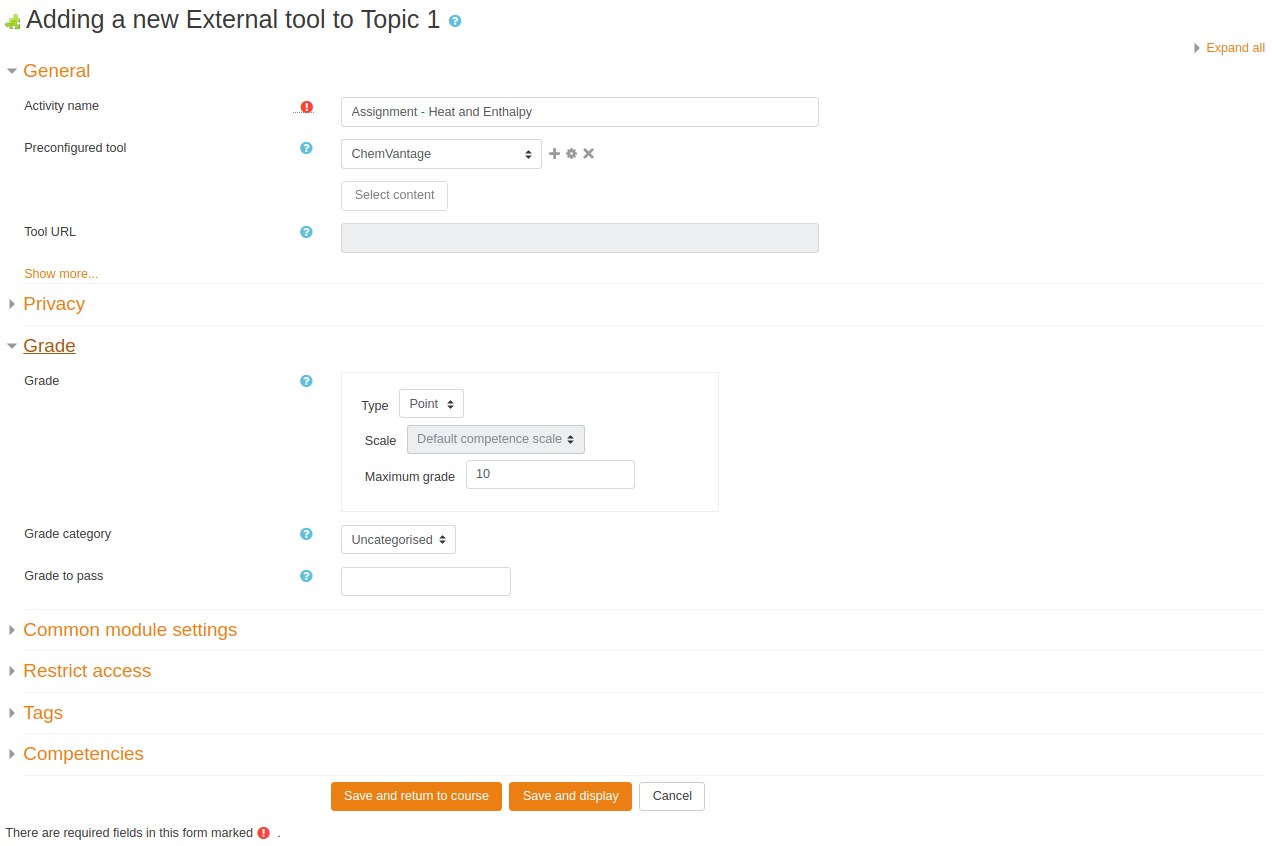 Adding a new External tool to Topic 1
Expand all
General
Activity name
Assignment - Heat and Enthalpy
Preconfigured tool
ChemVantage
Select content
Tool URL
Show more...
Privacy
Grade
Grade
Type Point
Scale Default competence scale
Maximum grade 10
Grade category
Uncategorised
Grade to pass
Common module settings
Restrict access
Tags
Competencies
Save and return to course Save and display Cancel
There are required fields in this form marked .